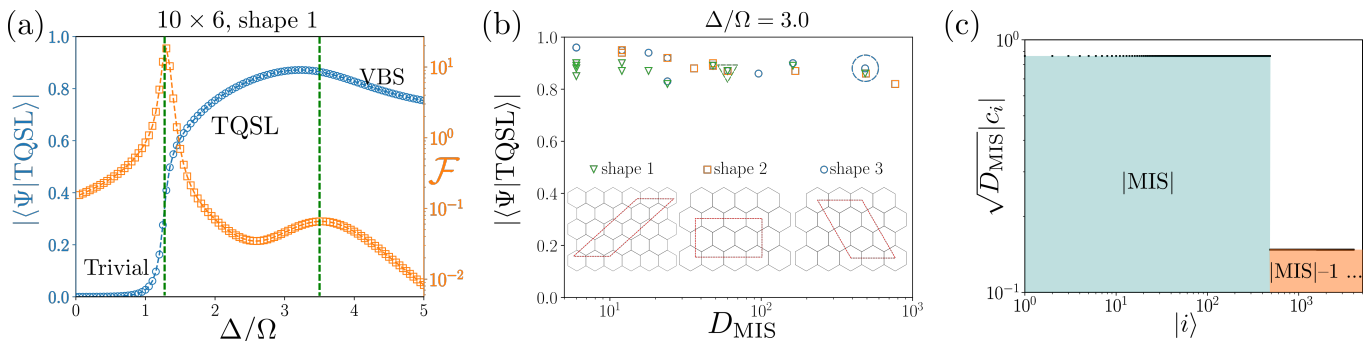 (a)
10 × 6, shape 1
|⟨Ψ|TQSL⟩|
1.0
0.8
0.6
0.4
0.2
0.0
VBS
TQSL
Trivial
10¹
10⁰
10⁻¹
10⁻²
ℱ
0 1 2 3 4 5
Δ/Ω
(b)
Δ/Ω = 3.0
|⟨Ψ|TQSL⟩|
1.0
0.8
0.6
0.4
0.2
0.0
shape 1 shape 2 shape 3
10¹ 10² 10³
D_MIS
(c)
√D_MIS|cᵢ|
10⁰
10⁻¹
|MIS|
|MIS|−1 ...
10⁰ 10¹ 10² 10³
|i⟩